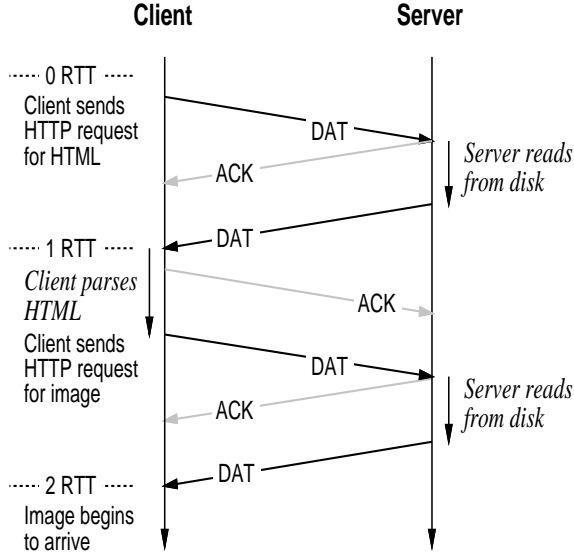 Client
Server
0 RTT
Client sends
HTTP request
for HTML
DAT
ACK
Server reads
from disk
DAT
1 RTT
Client parses
HTML
ACK
Client sends
HTTP request
for image
DAT
ACK
Server reads
from disk
DAT
2 RTT
Image begins
to arrive